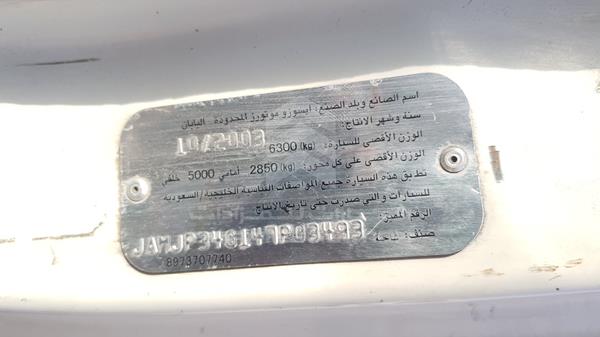 اسم الصانع وبلد الصنع: ايسوزو موتورز المحدودة اليابان
سنة وشهر الانتاج: 10/2003
الوزن الأقصى للسيارة: 6300 (kg)
الوزن الأقصى على كل محور: 2850 (kg) أمامي 5000 خلفي
تطبق هذه السيارة جميع المواصفات القياسية الخليجية/السعودية
للسيارات والتي صدرت حتى تاريخ الانتاج
الرقم المميز:
صنف: شاحنة
8973707740